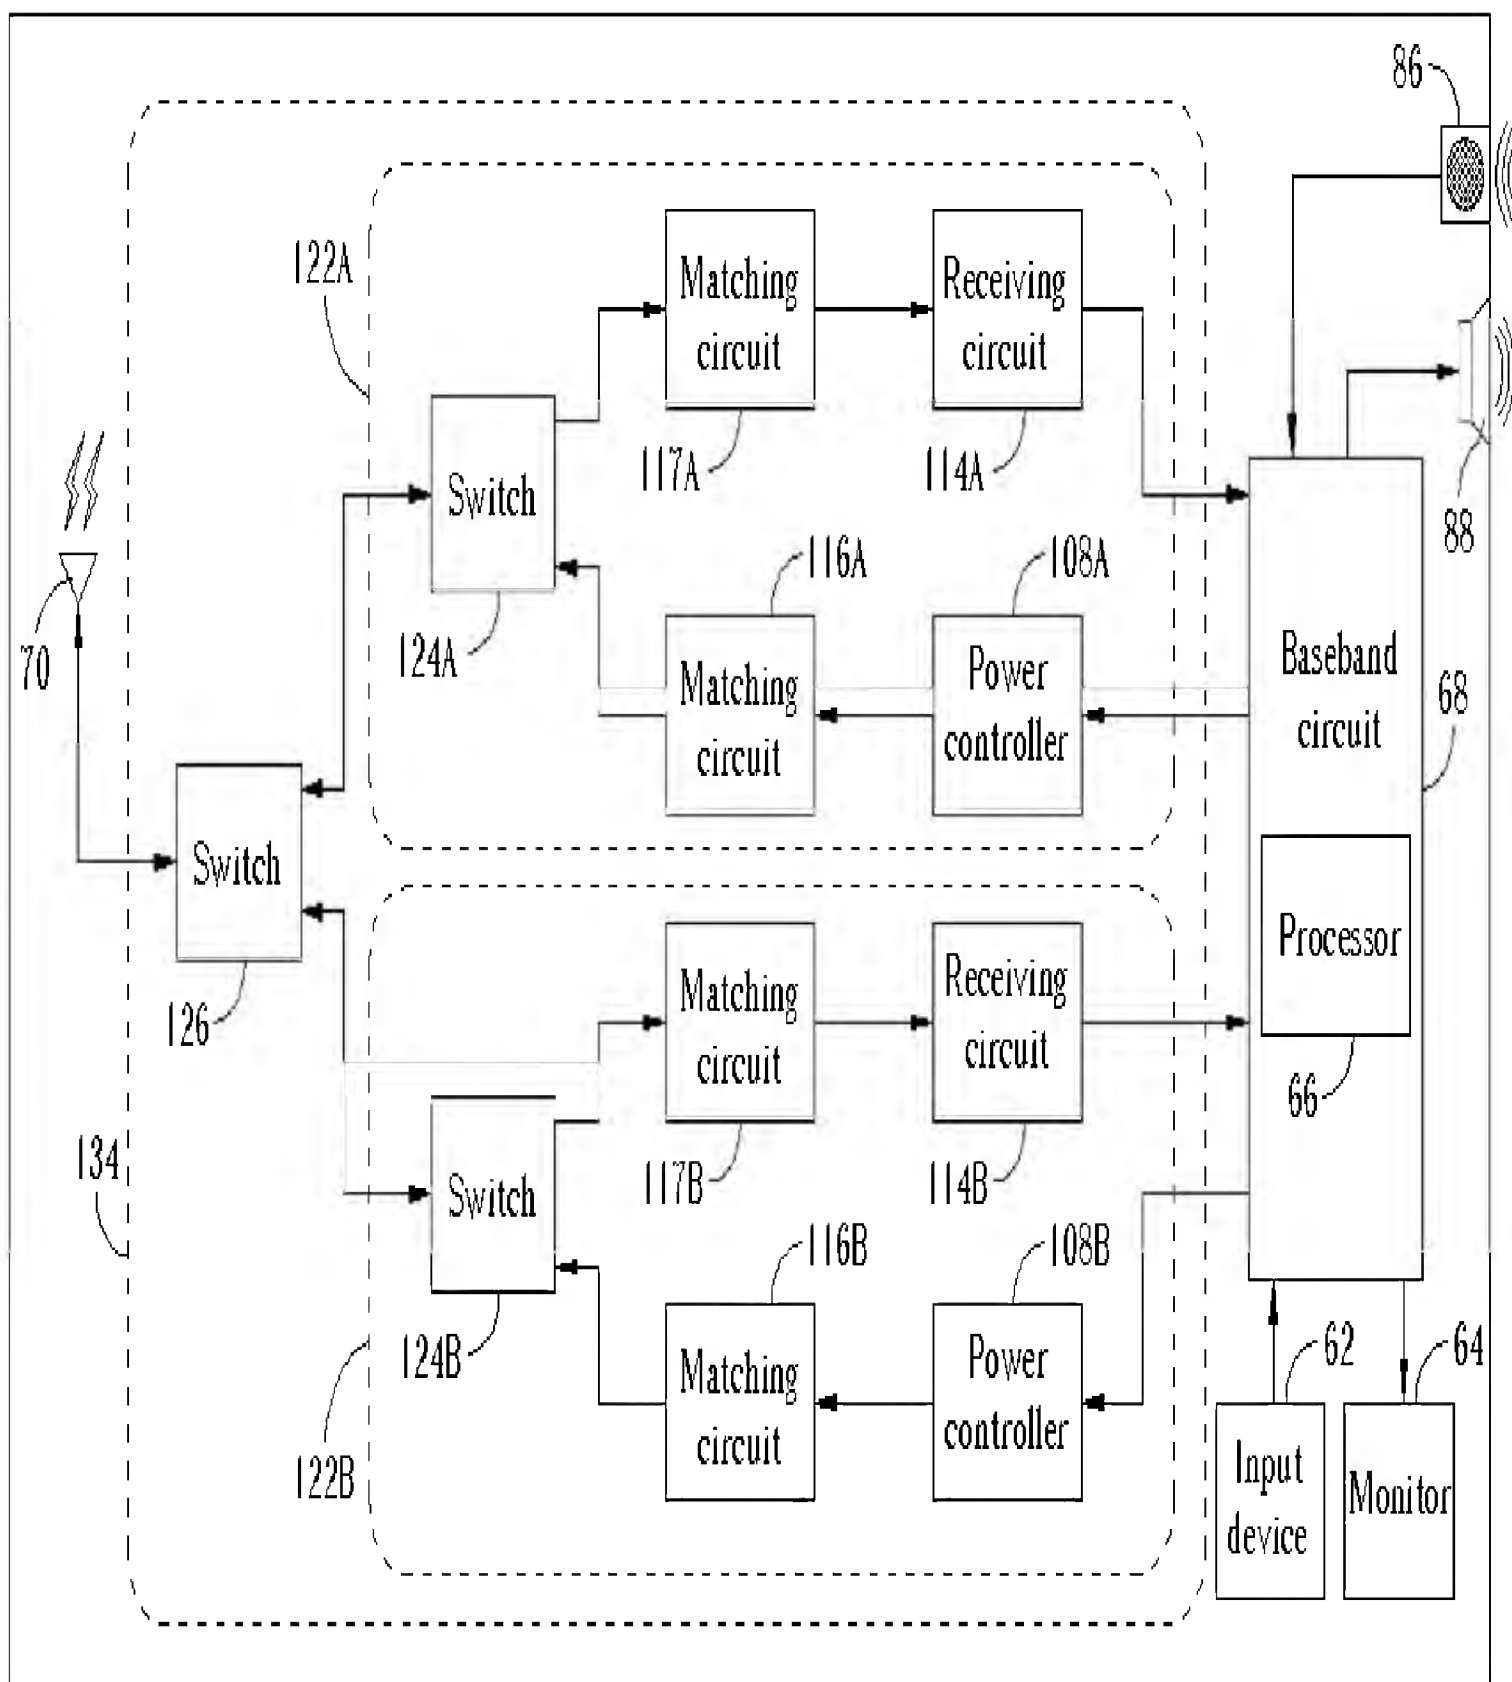 86
122A
Matching
circuit
Receiving
circuit
117A
114A
Switch
88
116A
108A
124A
70
Matching
circuit
Power
controller
Baseband
circuit
68
Switch
Processor
126
Matching
circuit
Receiving
circuit
66
134
Switch
117B
114B
116B
108B
124B
62
64
122B
Matching
circuit
Power
controller
Input
device
Monitor